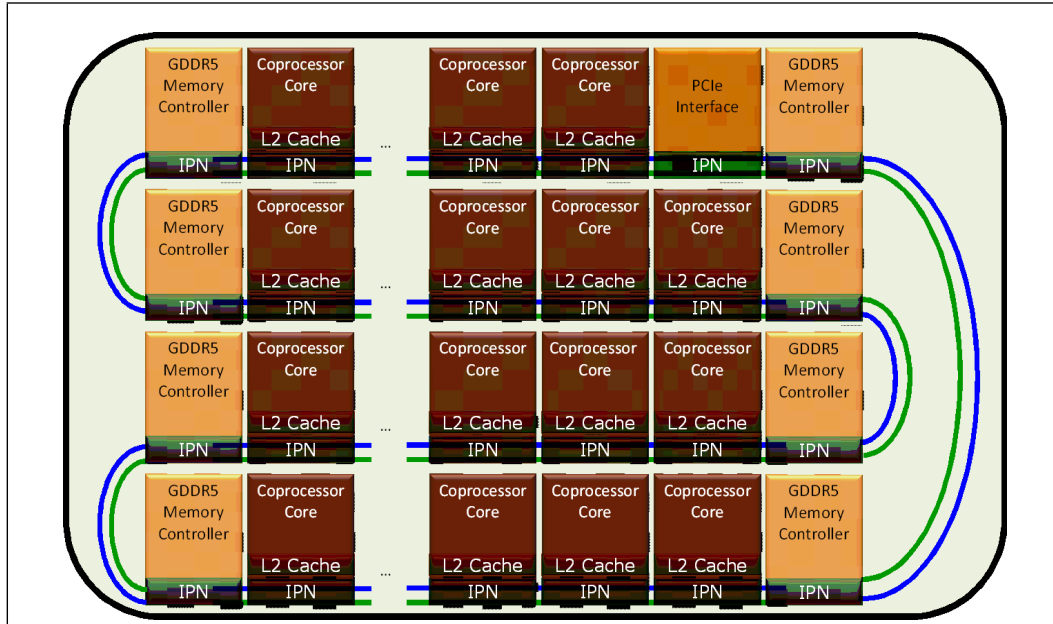 GDDR5 Memory Controller
IPN
Coprocessor Core
L2 Cache
IPN
...
Coprocessor Core
L2 Cache
IPN
Coprocessor Core
L2 Cache
IPN
PCIe Interface
IPN
GDDR5 Memory Controller
IPN
GDDR5 Memory Controller
IPN
Coprocessor Core
L2 Cache
IPN
...
Coprocessor Core
L2 Cache
IPN
Coprocessor Core
L2 Cache
IPN
Coprocessor Core
L2 Cache
IPN
GDDR5 Memory Controller
IPN
GDDR5 Memory Controller
IPN
Coprocessor Core
L2 Cache
IPN
...
Coprocessor Core
L2 Cache
IPN
Coprocessor Core
L2 Cache
IPN
Coprocessor Core
L2 Cache
IPN
GDDR5 Memory Controller
IPN
GDDR5 Memory Controller
IPN
Coprocessor Core
L2 Cache
IPN
...
Coprocessor Core
L2 Cache
IPN
Coprocessor Core
L2 Cache
IPN
Coprocessor Core
L2 Cache
IPN
GDDR5 Memory Controller
IPN